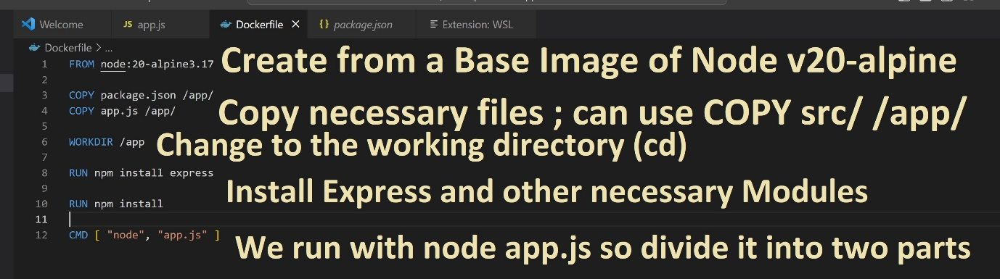 Welcome
JS app.js
Dockerfile ×
{} package.json
Extension: WSL
Dockerfile > ...
1 FROM node:20-alpine3.17
Create from a Base Image of Node v20-alpine
2
3 COPY package.json /app/
4 COPY app.js /app/
Copy necessary files ; can use COPY src/ /app/
5
6 WORKDIR /app
Change to the working directory (cd)
7
8 RUN npm install express
9
Install Express and other necessary Modules
10 RUN npm install
11
12 CMD [ "node", "app.js" ]
We run with node app.js so divide it into two parts